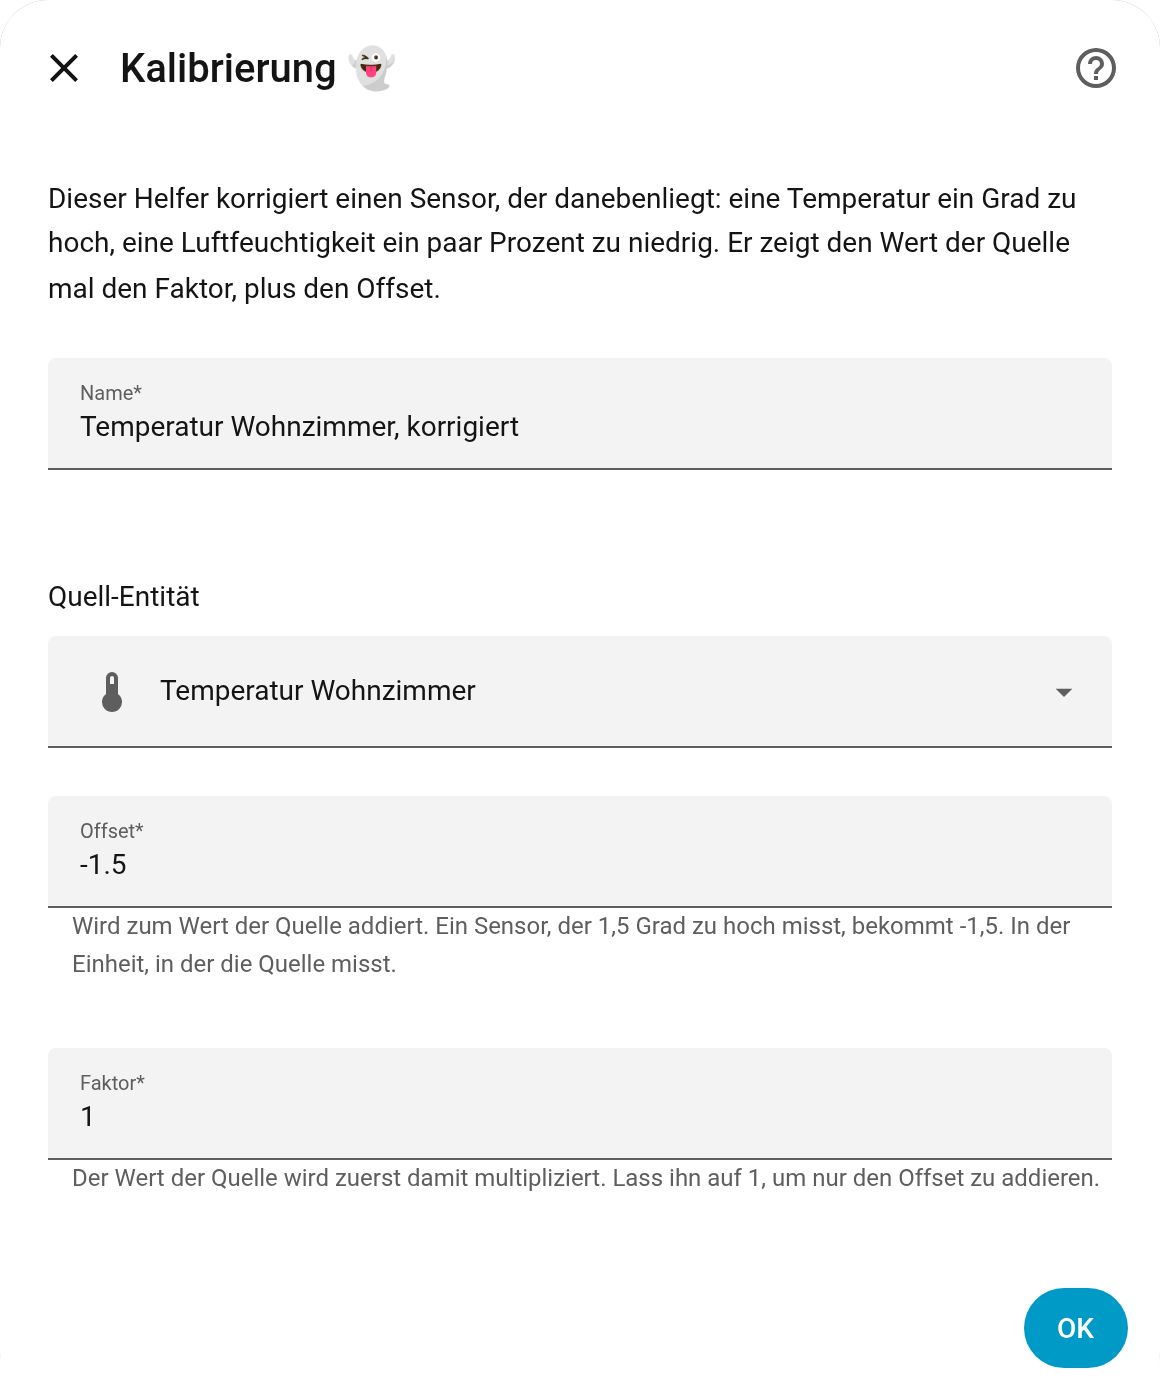 Kalibrierung 👻
Dieser Helfer korrigiert einen Sensor, der danebenliegt: eine Temperatur ein Grad zu
hoch, eine Luftfeuchtigkeit ein paar Prozent zu niedrig. Er zeigt den Wert der Quelle
mal den Faktor, plus den Offset.
Name*
Temperatur Wohnzimmer, korrigiert
Quell-Entität
Temperatur Wohnzimmer
Offset*
-1.5
Wird zum Wert der Quelle addiert. Ein Sensor, der 1,5 Grad zu hoch misst, bekommt -1,5. In der
Einheit, in der die Quelle misst.
Faktor*
1
Der Wert der Quelle wird zuerst damit multipliziert. Lass ihn auf 1, um nur den Offset zu addieren.
OK